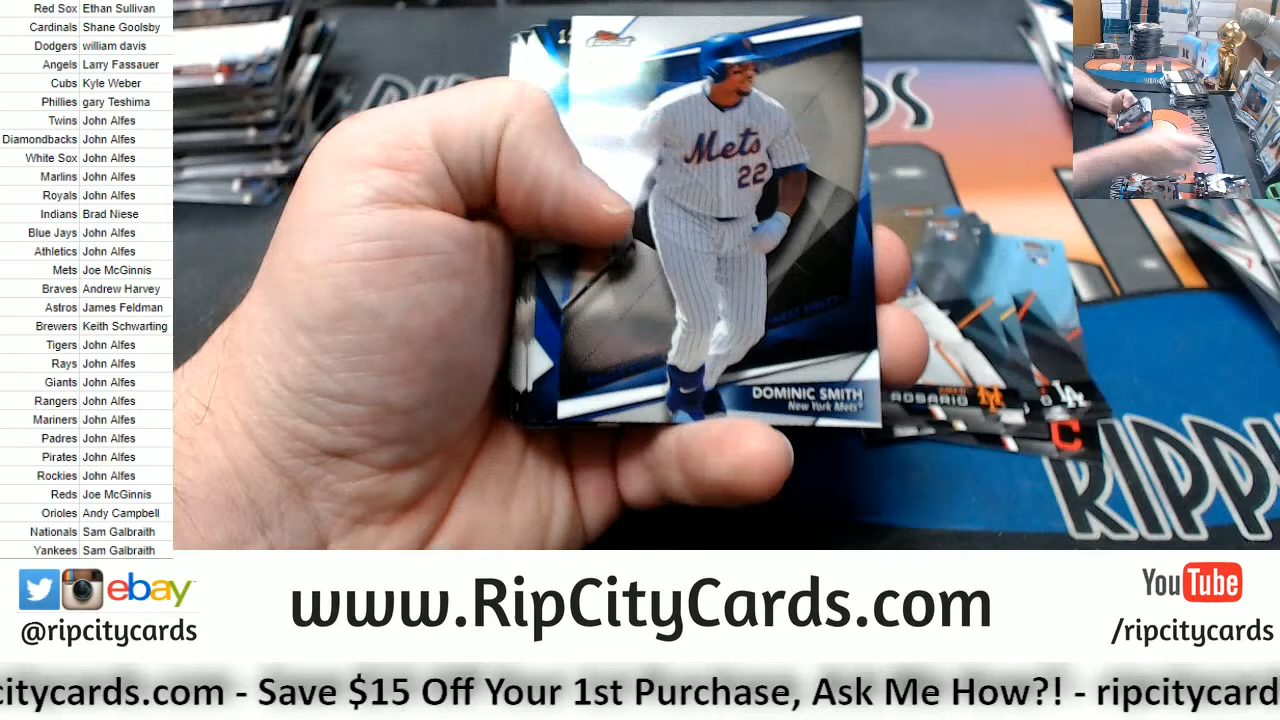 Red Sox Ethan Sullivan
Cardinals Shane Goolsby
Dodgers william davis
Angels Larry Fassauer
Cubs Kyle Weber
Phillies gary Teshima
Twins John Alfes
Diamondbacks John Alfes
White Sox John Alfes
Marlins John Alfes
Royals John Alfes
Indians Brad Niese
Blue Jays John Alfes
Athletics John Alfes
Mets Joe McGinnis
Braves Andrew Harvey
Astros James Feldman
Brewers Keith Schwarting
Tigers John Alfes
Rays John Alfes
Giants John Alfes
Rangers John Alfes
Mariners John Alfes
Padres John Alfes
Pirates John Alfes
Rockies John Alfes
Reds Joe McGinnis
Orioles Andy Campbell
Nationals Sam Galbraith
Yankees Sam Galbraith
Mets
22
DOMINIC SMITH
New York Mets
ROSARIO
LA
C
RIPP
ebay
@ripcitycards
www.RipCityCards.com
YouTube
/ripcitycards
citycards.com - Save $15 Off Your 1st Purchase, Ask Me How?! - ripcitycard